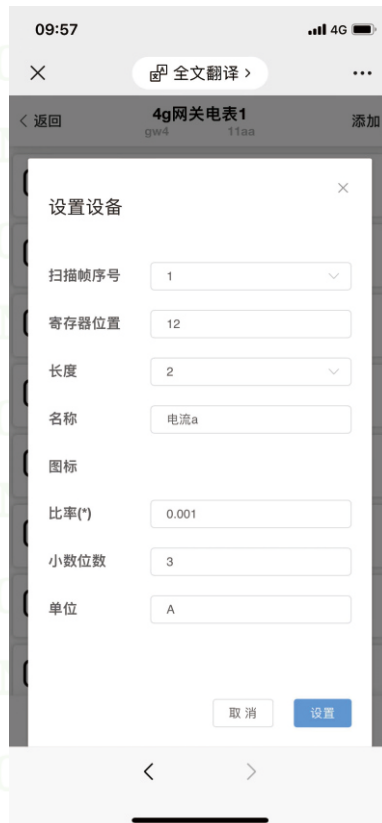 09:57
4G
全文翻译
返回
4g网关电表1
添加
gw4 11aa
设置设备
扫描帧序号
1
寄存器位置
12
长度
2
名称
电流a
图标
比率(*)
0.001
小数位数
3
单位
A
取消
设置